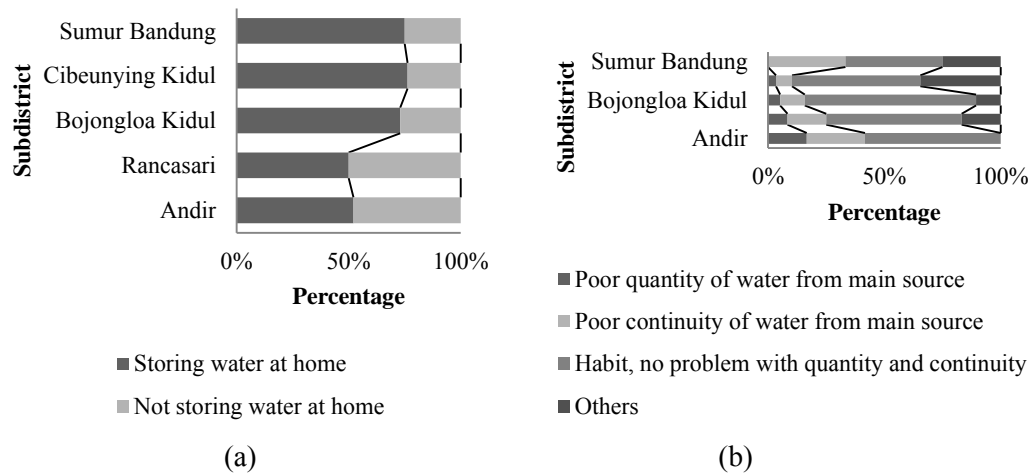 Subdistrict
Sumur Bandung
Cibeunying Kidul
Bojongloa Kidul
Rancasari
Andir
0% 50% 100%
Percentage
Storing water at home
Not storing water at home
(a)
Subdistrict
Sumur Bandung
Bojongloa Kidul
Andir
0% 50% 100%
Percentage
Poor quantity of water from main source
Poor continuity of water from main source
Habit, no problem with quantity and continuity
Others
(b)